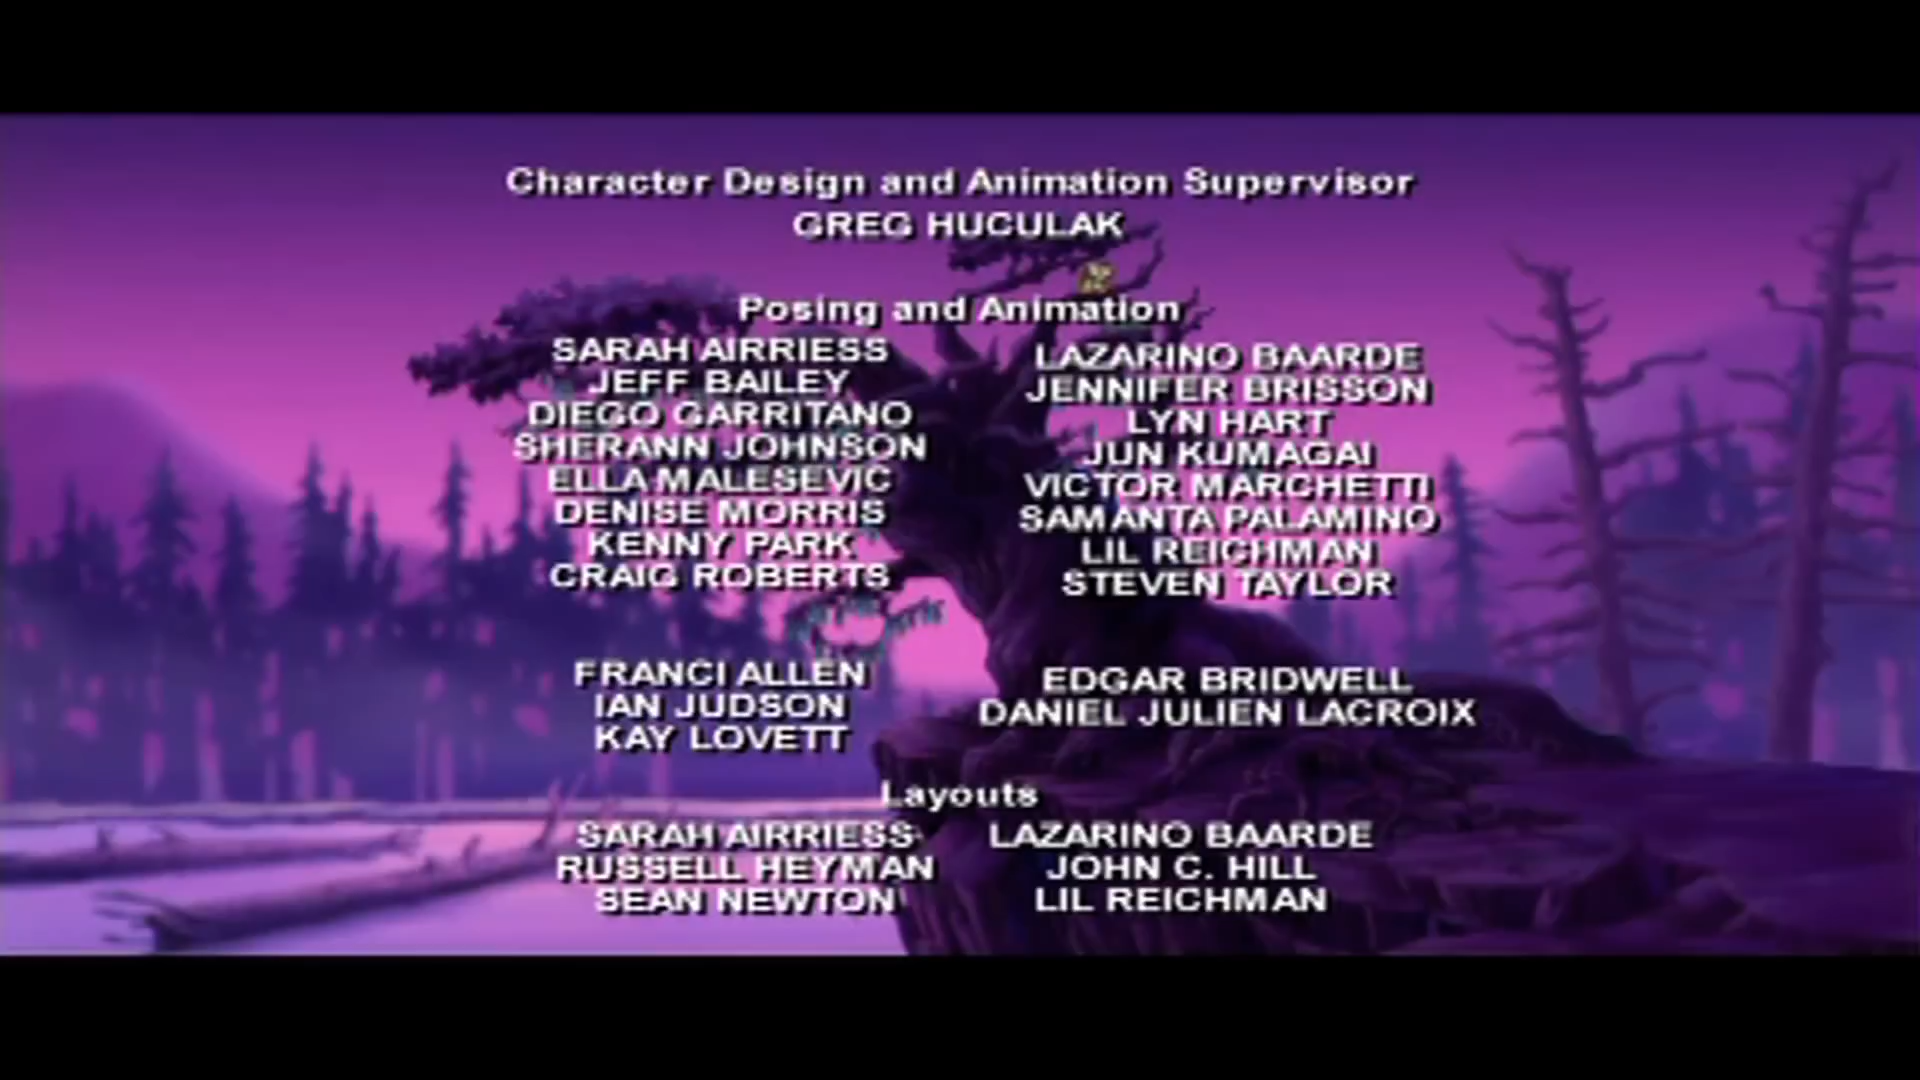 Character Design and Animation Supervisor
GREG HUCULAK
Posing and Animation
SARAH AIRRIESS
JEFF BAILEY
DIEGO GARRITANO
SHERANN JOHNSON
ELLA MALESEVIC
DENISE MORRIS
KENNY PARK
CRAIG ROBERTS
LAZARINO BAARDE
JENNIFER BRISSON
LYN HART
JUN KUMAGAI
VICTOR MARCHETTI
SAMANTA PALAMINO
LIL REICHMAN
STEVEN TAYLOR
FRANCI ALLEN
IAN JUDSON
KAY LOVETT
EDGAR BRIDWELL
DANIEL JULIEN LACROIX
Layouts
SARAH AIRRIESS
RUSSELL HEYMAN
SEAN NEWTON
LAZARINO BAARDE
JOHN C. HILL
LIL REICHMAN